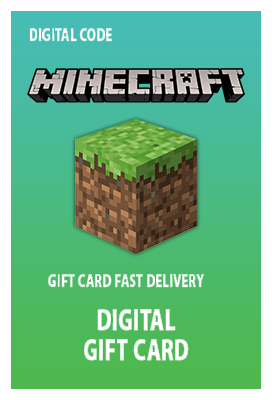 DIGITAL CODE
MINECRAFT
GIFT CARD FAST DELIVERY
DIGITAL
GIFT CARD